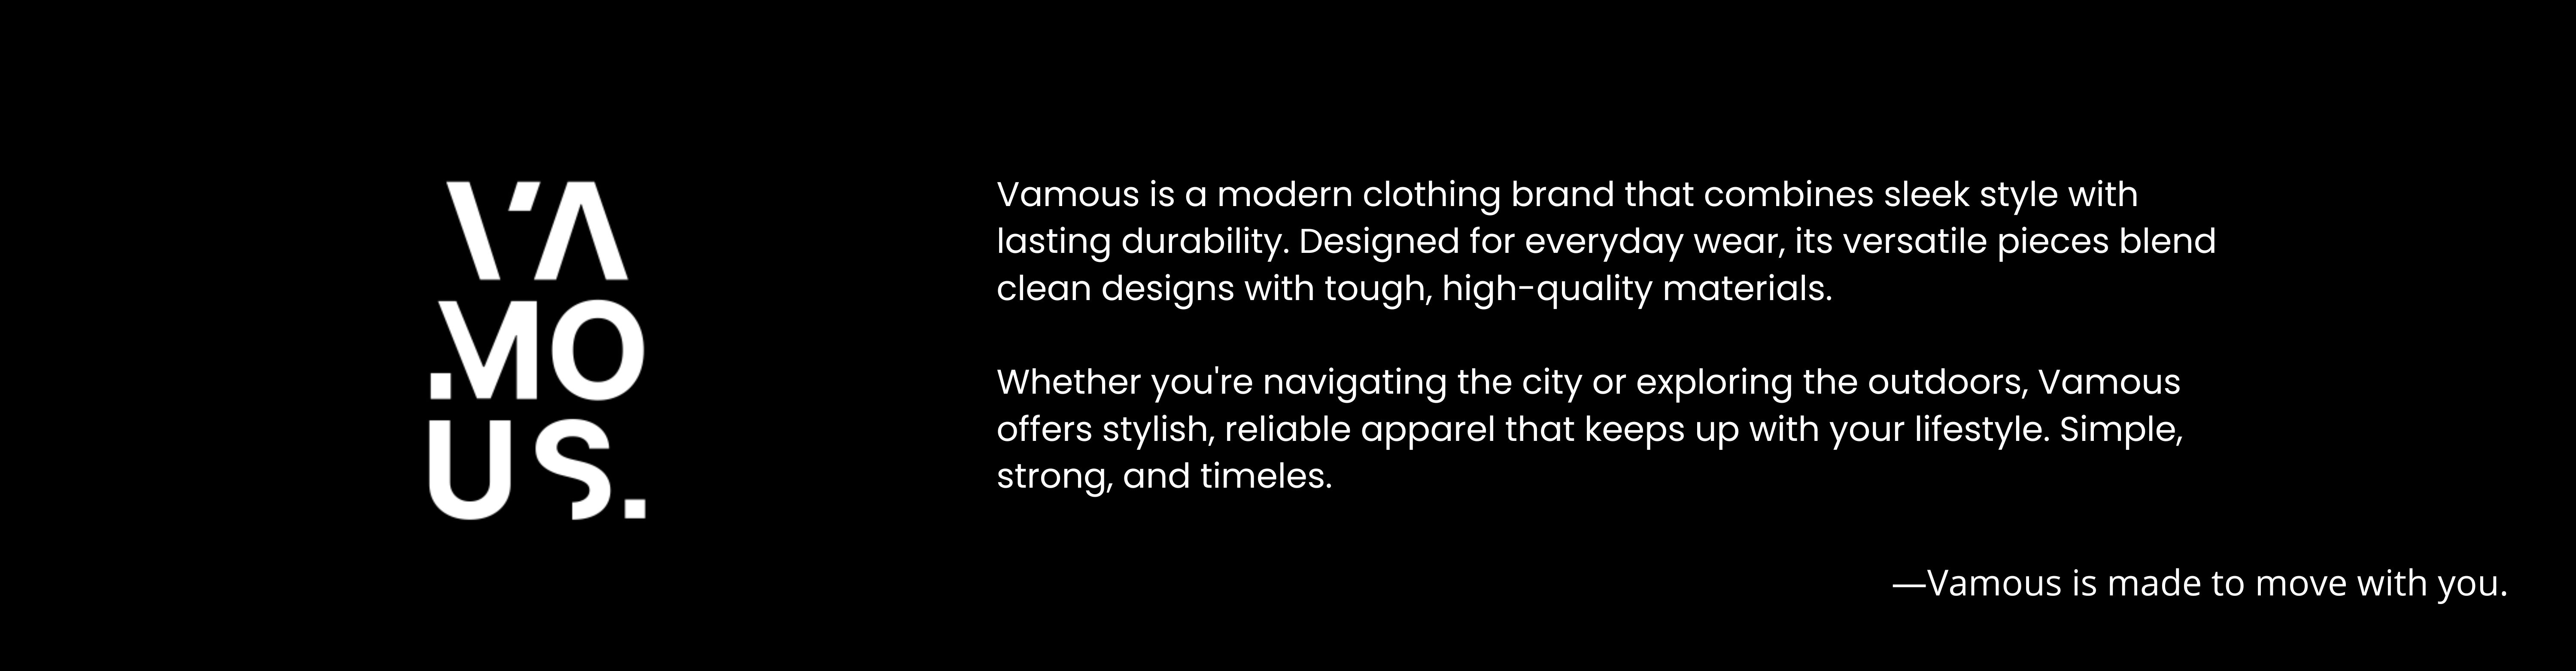 VA
.MO
US.
Vamous is a modern clothing brand that combines sleek style with
lasting durability. Designed for everyday wear, its versatile pieces blend
clean designs with tough, high-quality materials.
Whether you're navigating the city or exploring the outdoors, Vamous
offers stylish, reliable apparel that keeps up with your lifestyle. Simple,
strong, and timeles.
—Vamous is made to move with you.